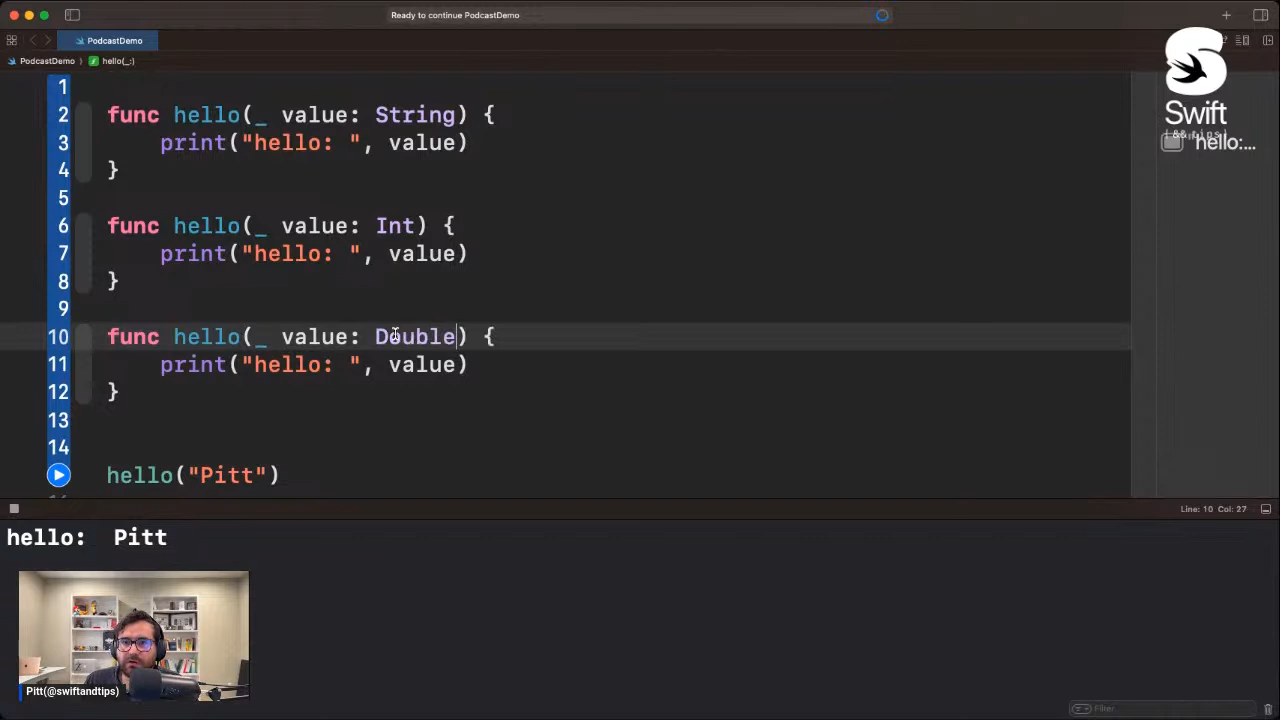 Ready to continue PodcastDemo
PodcastDemo
PodcastDemo ⟩ hello(_:)
1
2 func hello(_ value: String) {
3 print("hello: ", value)
4 }
5
6 func hello(_ value: Int) {
7 print("hello: ", value)
8 }
9
10 func hello(_ value: Double) {
11 print("hello: ", value)
12 }
13
14
hello("Pitt")
Swift
&& tips
hello:...
Line: 10 Col: 27
hello:  Pitt
Pitt(@swiftandtips)
Filter